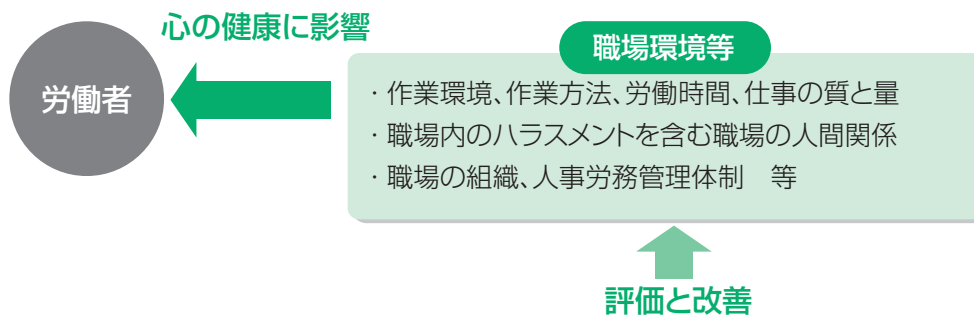 心の健康に影響
職場環境等
労働者
・作業環境、作業方法、労働時間、仕事の質と量
・職場内のハラスメントを含む職場の人間関係
・職場の組織、人事労務管理体制　等
評価と改善